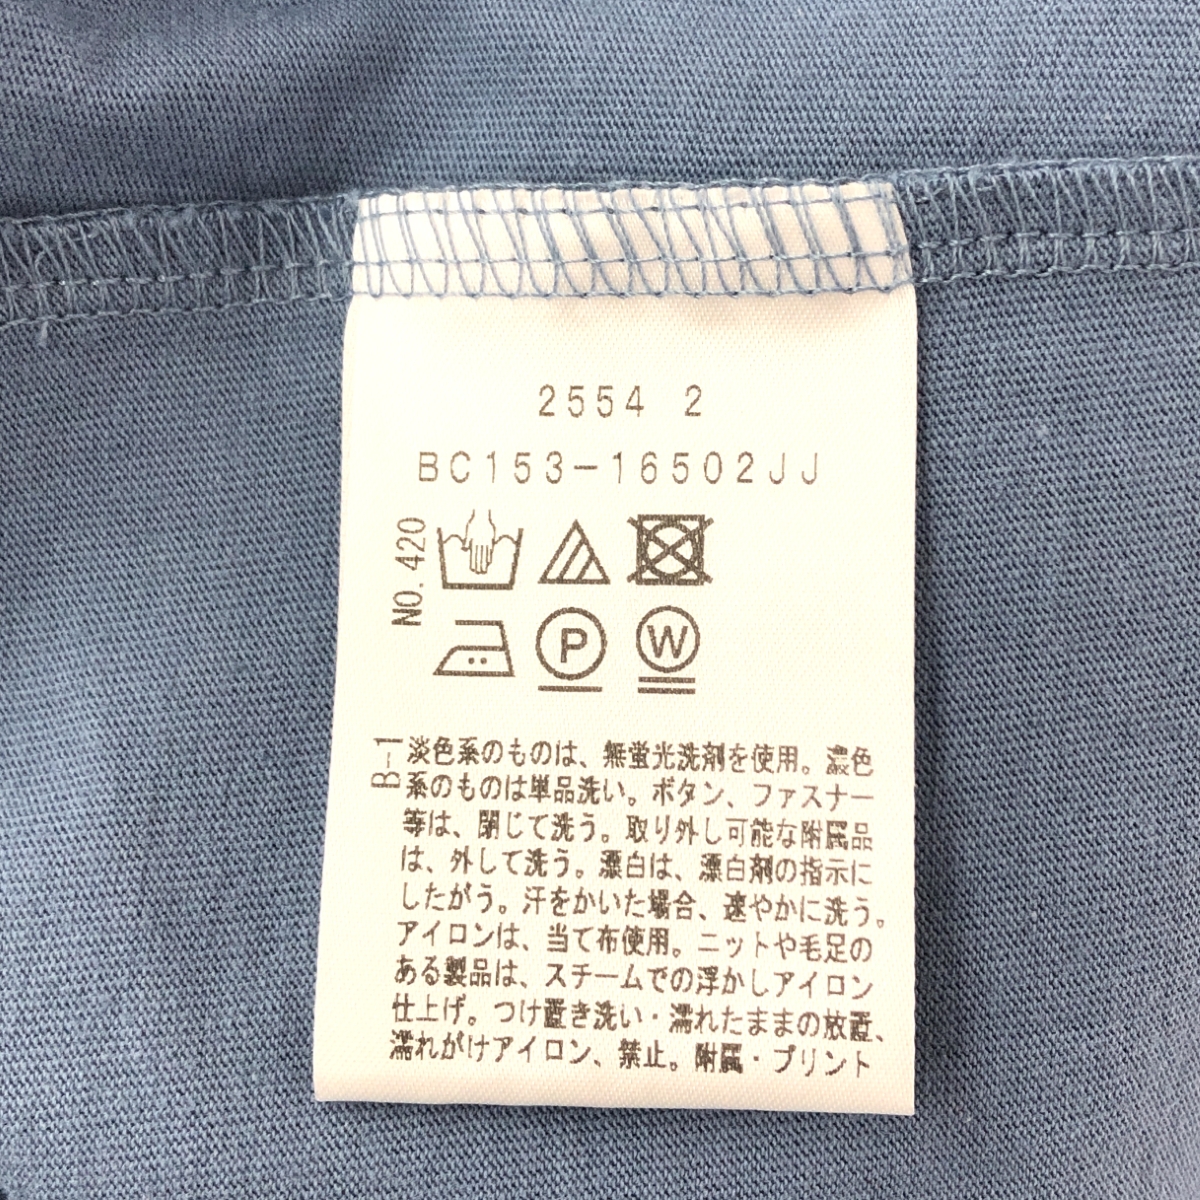 2554 2
BC153-16502JJ
NO. 420
P
W
B-1
淡色系のものは、無蛍光洗剤を使用。濃色
系のものは単品洗い。ボタン、ファスナー
等は、閉じて洗う。取り外し可能な附属品
は、外して洗う。漂白は、漂白剤の指示に
したがう。汗をかいた場合、速やかに洗う。
アイロンは、当て布使用。ニットや毛足の
ある製品は、スチームでの浮かしアイロン
仕上げ。つけ置き洗い・濡れたままの放置、
濡れがけアイロン、禁止。附属・プリント